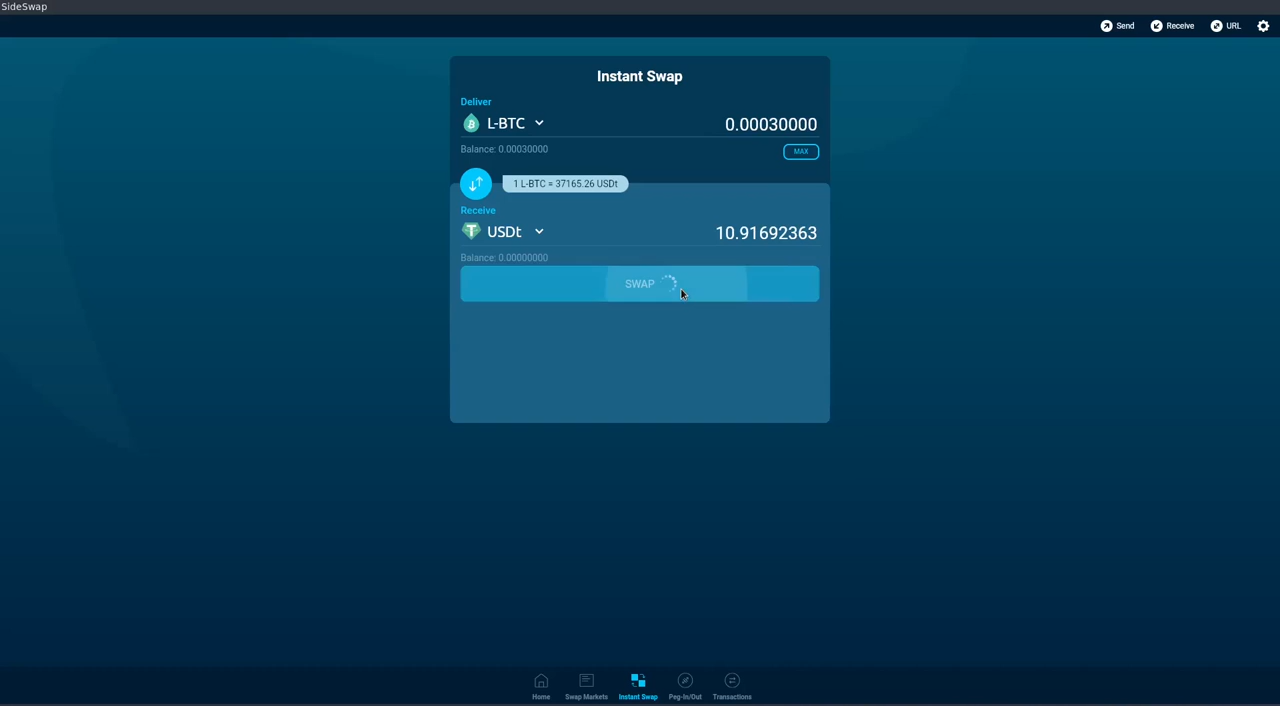 SideSwap
Send Receive URL
Instant Swap
Deliver
L-BTC 0.00030000
Balance: 0.00030000 MAX
1 L-BTC = 37165.26 USDt
Receive
USDt 10.91692363
Balance: 0.00000000
SWAP
Home Swap Markets Instant Swap Peg-In/Out Transactions